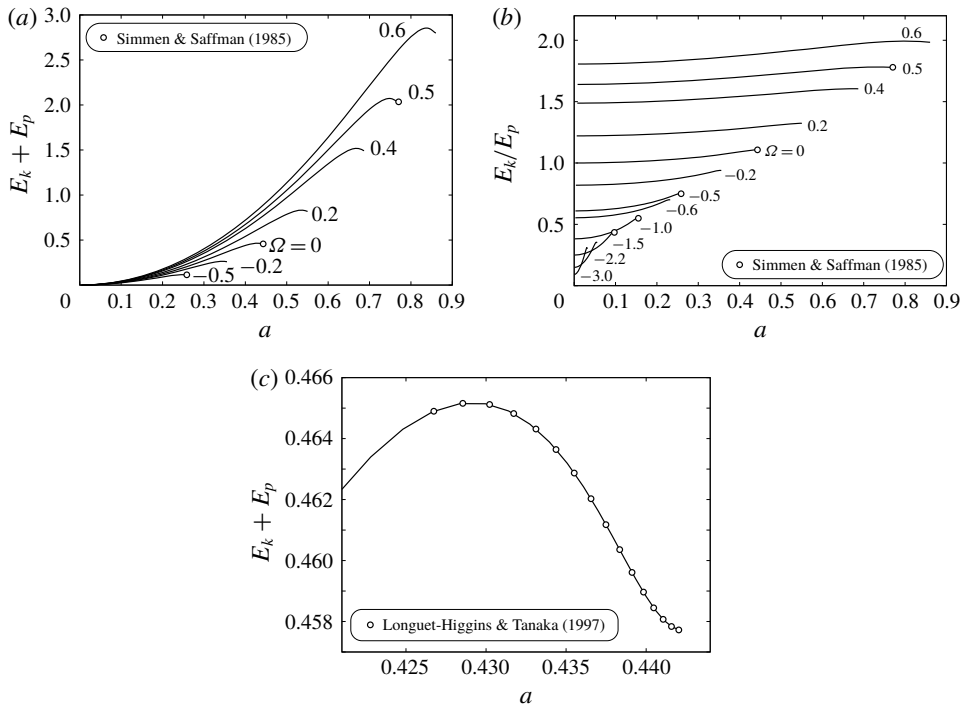 (a)
3.0
2.5
2.0
1.5
1.0
0.5
0
0.1 0.2 0.3 0.4 0.5 0.6 0.7 0.8 0.9
a
E_k + E_p
Simmen & Saffman (1985)
0.6
0.5
0.4
0.2
Ω = 0
−0.2
−0.5
(b)
2.0
1.5
1.0
0.5
0
0.1 0.2 0.3 0.4 0.5 0.6 0.7 0.8 0.9
a
E_k/E_p
0.6
0.5
0.4
0.2
Ω = 0
−0.2
−0.5
−0.6
−1.0
−1.5
−2.2
−3.0
Simmen & Saffman (1985)
(c)
0.466
0.464
0.462
0.460
0.458
0.425 0.430 0.435 0.440
a
E_k + E_p
Longuet-Higgins & Tanaka (1997)